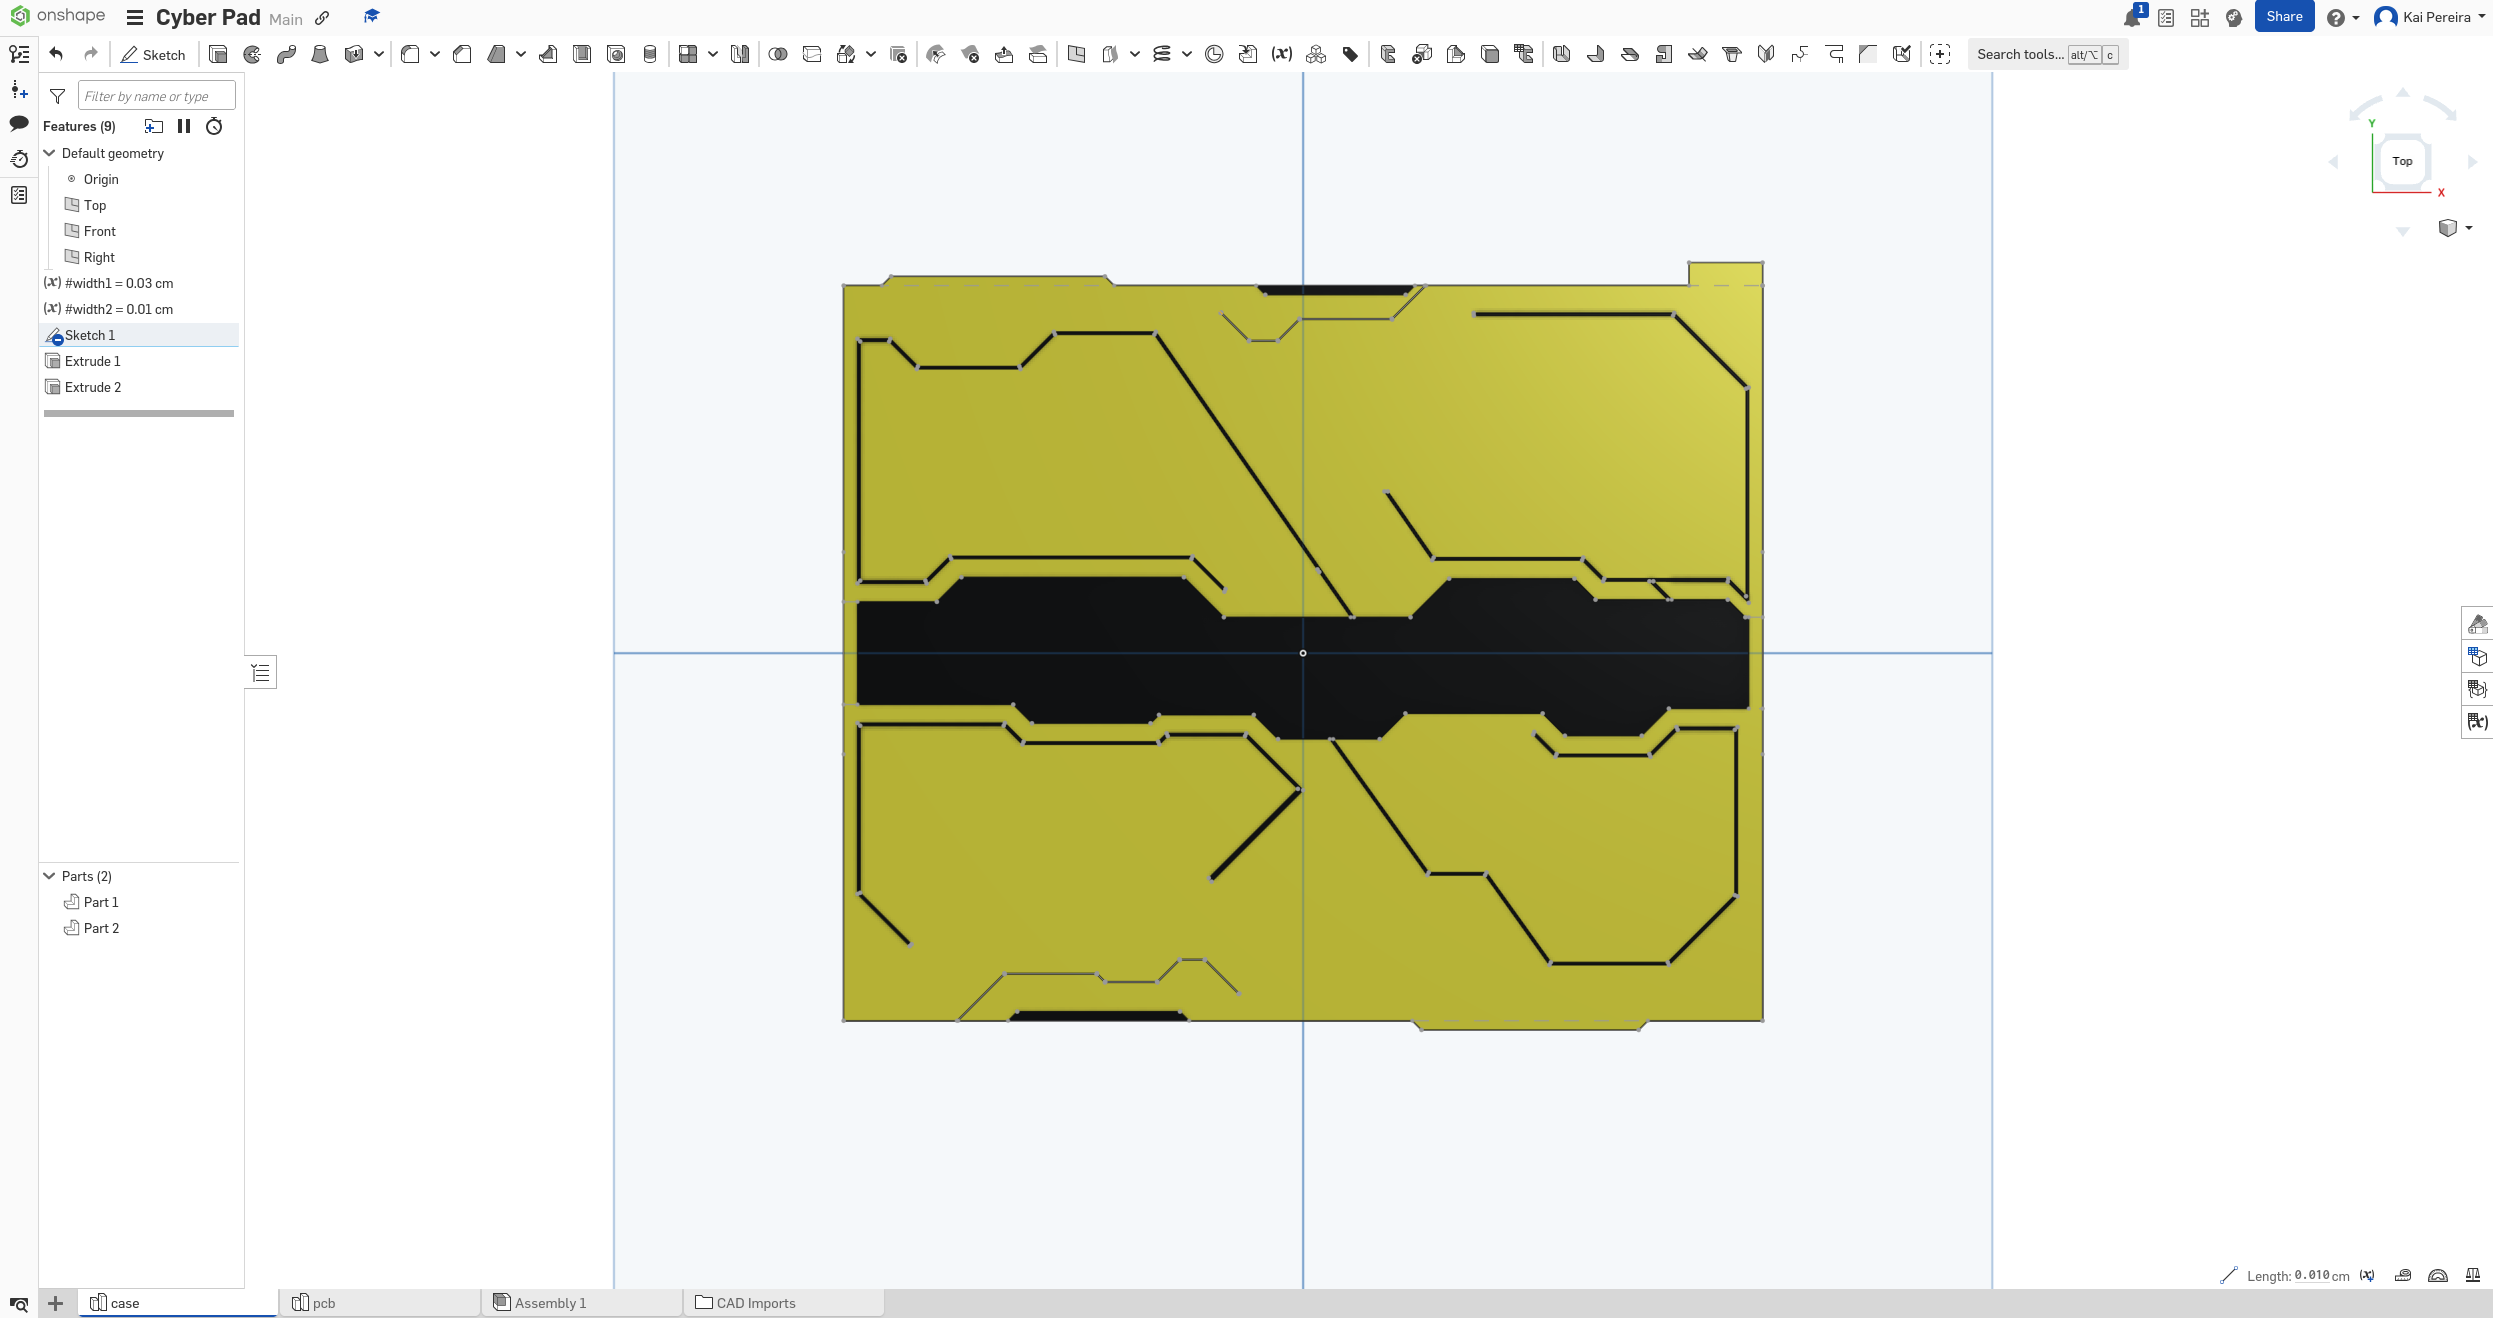 onshape
Cyber Pad Main
1
Share
Kai Pereira
Sketch
Search tools... alt/⌥ c
Filter by name or type
Features (9)
Default geometry
Origin
Top
Front
Right
(x) #width1 = 0.03 cm
(x) #width2 = 0.01 cm
Sketch 1
Extrude 1
Extrude 2
Parts (2)
Part 1
Part 2
Y
Top
X
Length: 0.010 cm
case
pcb
Assembly 1
CAD Imports